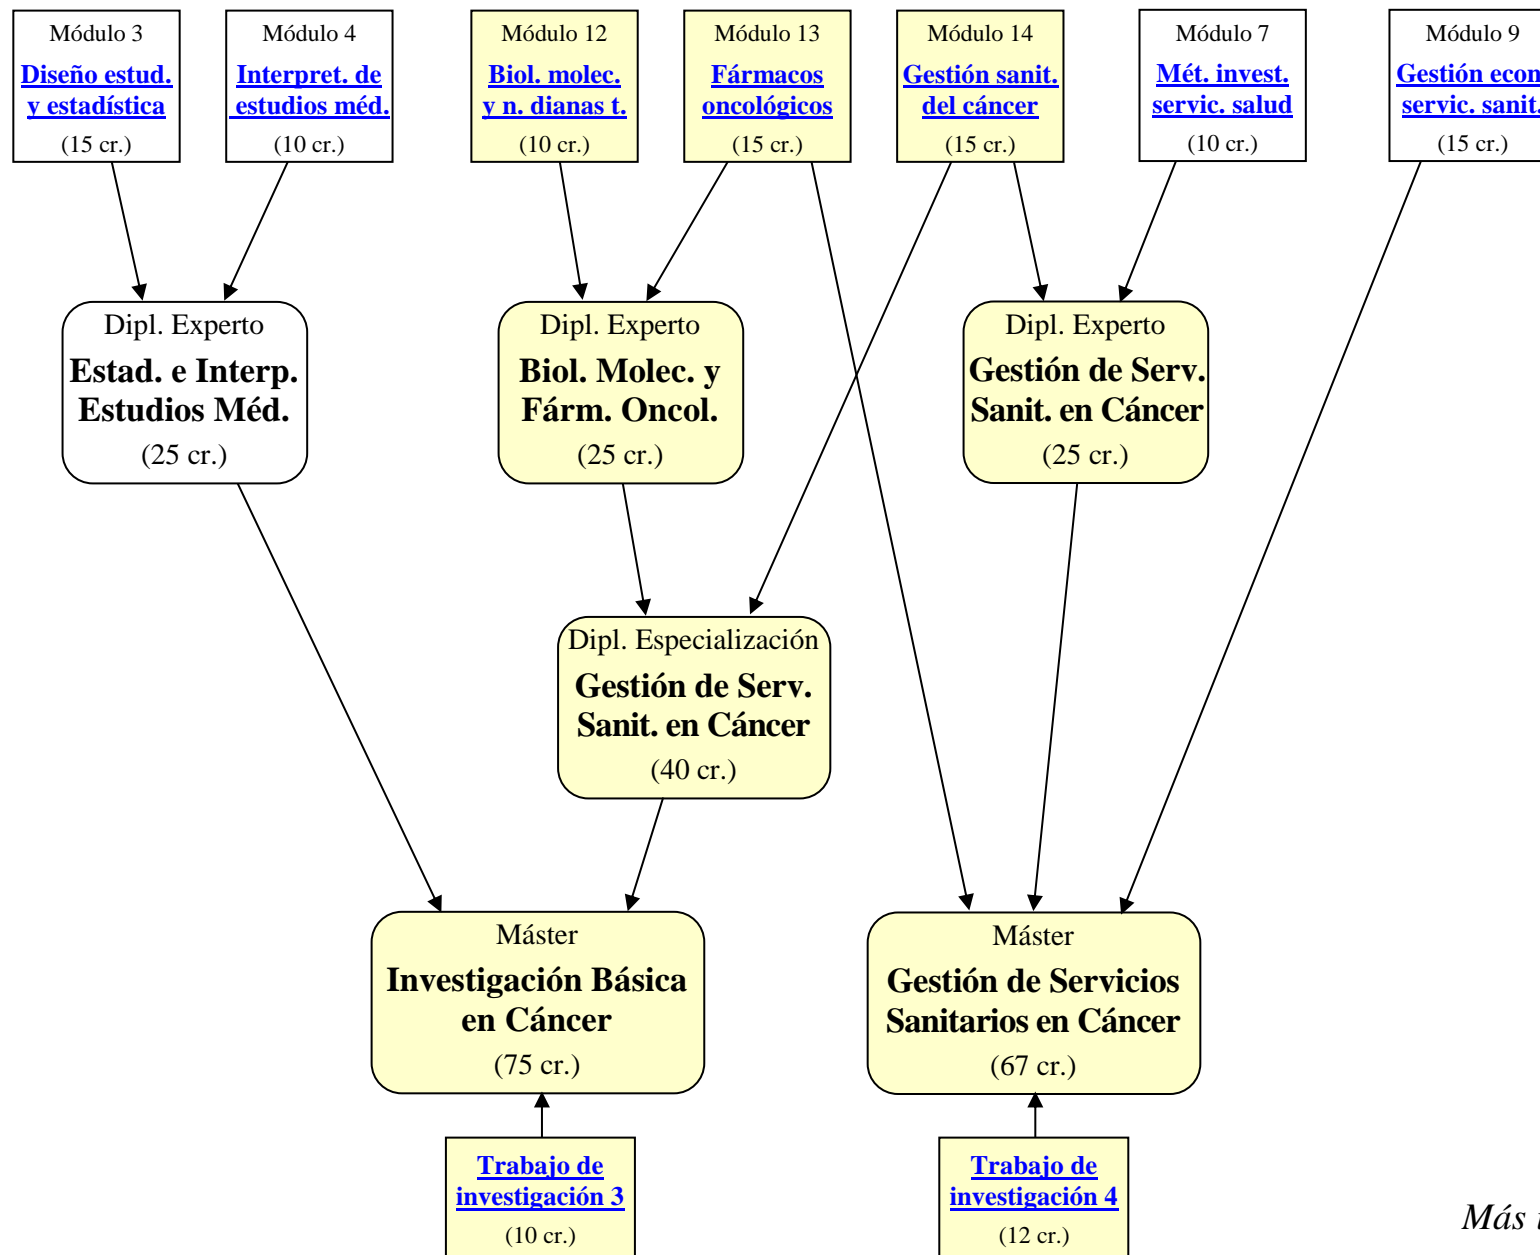 Módulo 3
Diseño estud.
y estadística
(15 cr.)
Módulo 4
Interpret. de
estudios méd.
(10 cr.)
Módulo 12
Biol. molec.
y n. dianas t.
(10 cr.)
Módulo 13
Fármacos
oncológicos
(15 cr.)
Módulo 14
Gestión sanit.
del cáncer
(15 cr.)
Módulo 7
Mét. invest.
servic. salud
(10 cr.)
Módulo 9
Gestión econ
servic. sanit.
(15 cr.)
Dipl. Experto
Estad. e Interp.
Estudios Méd.
(25 cr.)
Dipl. Experto
Biol. Molec. y
Fárm. Oncol.
(25 cr.)
Dipl. Experto
Gestión de Serv.
Sanit. en Cáncer
(25 cr.)
Dipl. Especialización
Gestión de Serv.
Sanit. en Cáncer
(40 cr.)
Máster
Investigación Básica
en Cáncer
(75 cr.)
Máster
Gestión de Servicios
Sanitarios en Cáncer
(67 cr.)
Trabajo de
investigación 3
(10 cr.)
Trabajo de
investigación 4
(12 cr.)
Más